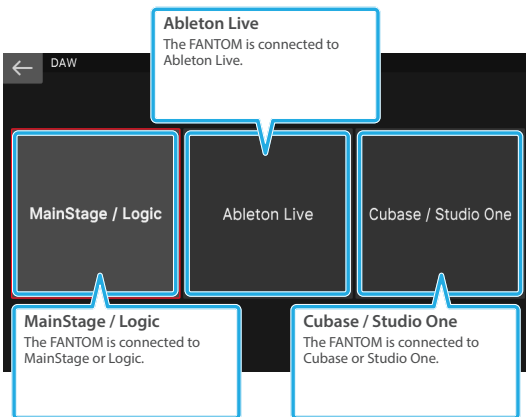 Ableton Live
The FANTOM is connected to
Ableton Live.
DAW
MainStage / Logic
Ableton Live
Cubase / Studio One
MainStage / Logic
The FANTOM is connected to
MainStage or Logic.
Cubase / Studio One
The FANTOM is connected to
Cubase or Studio One.